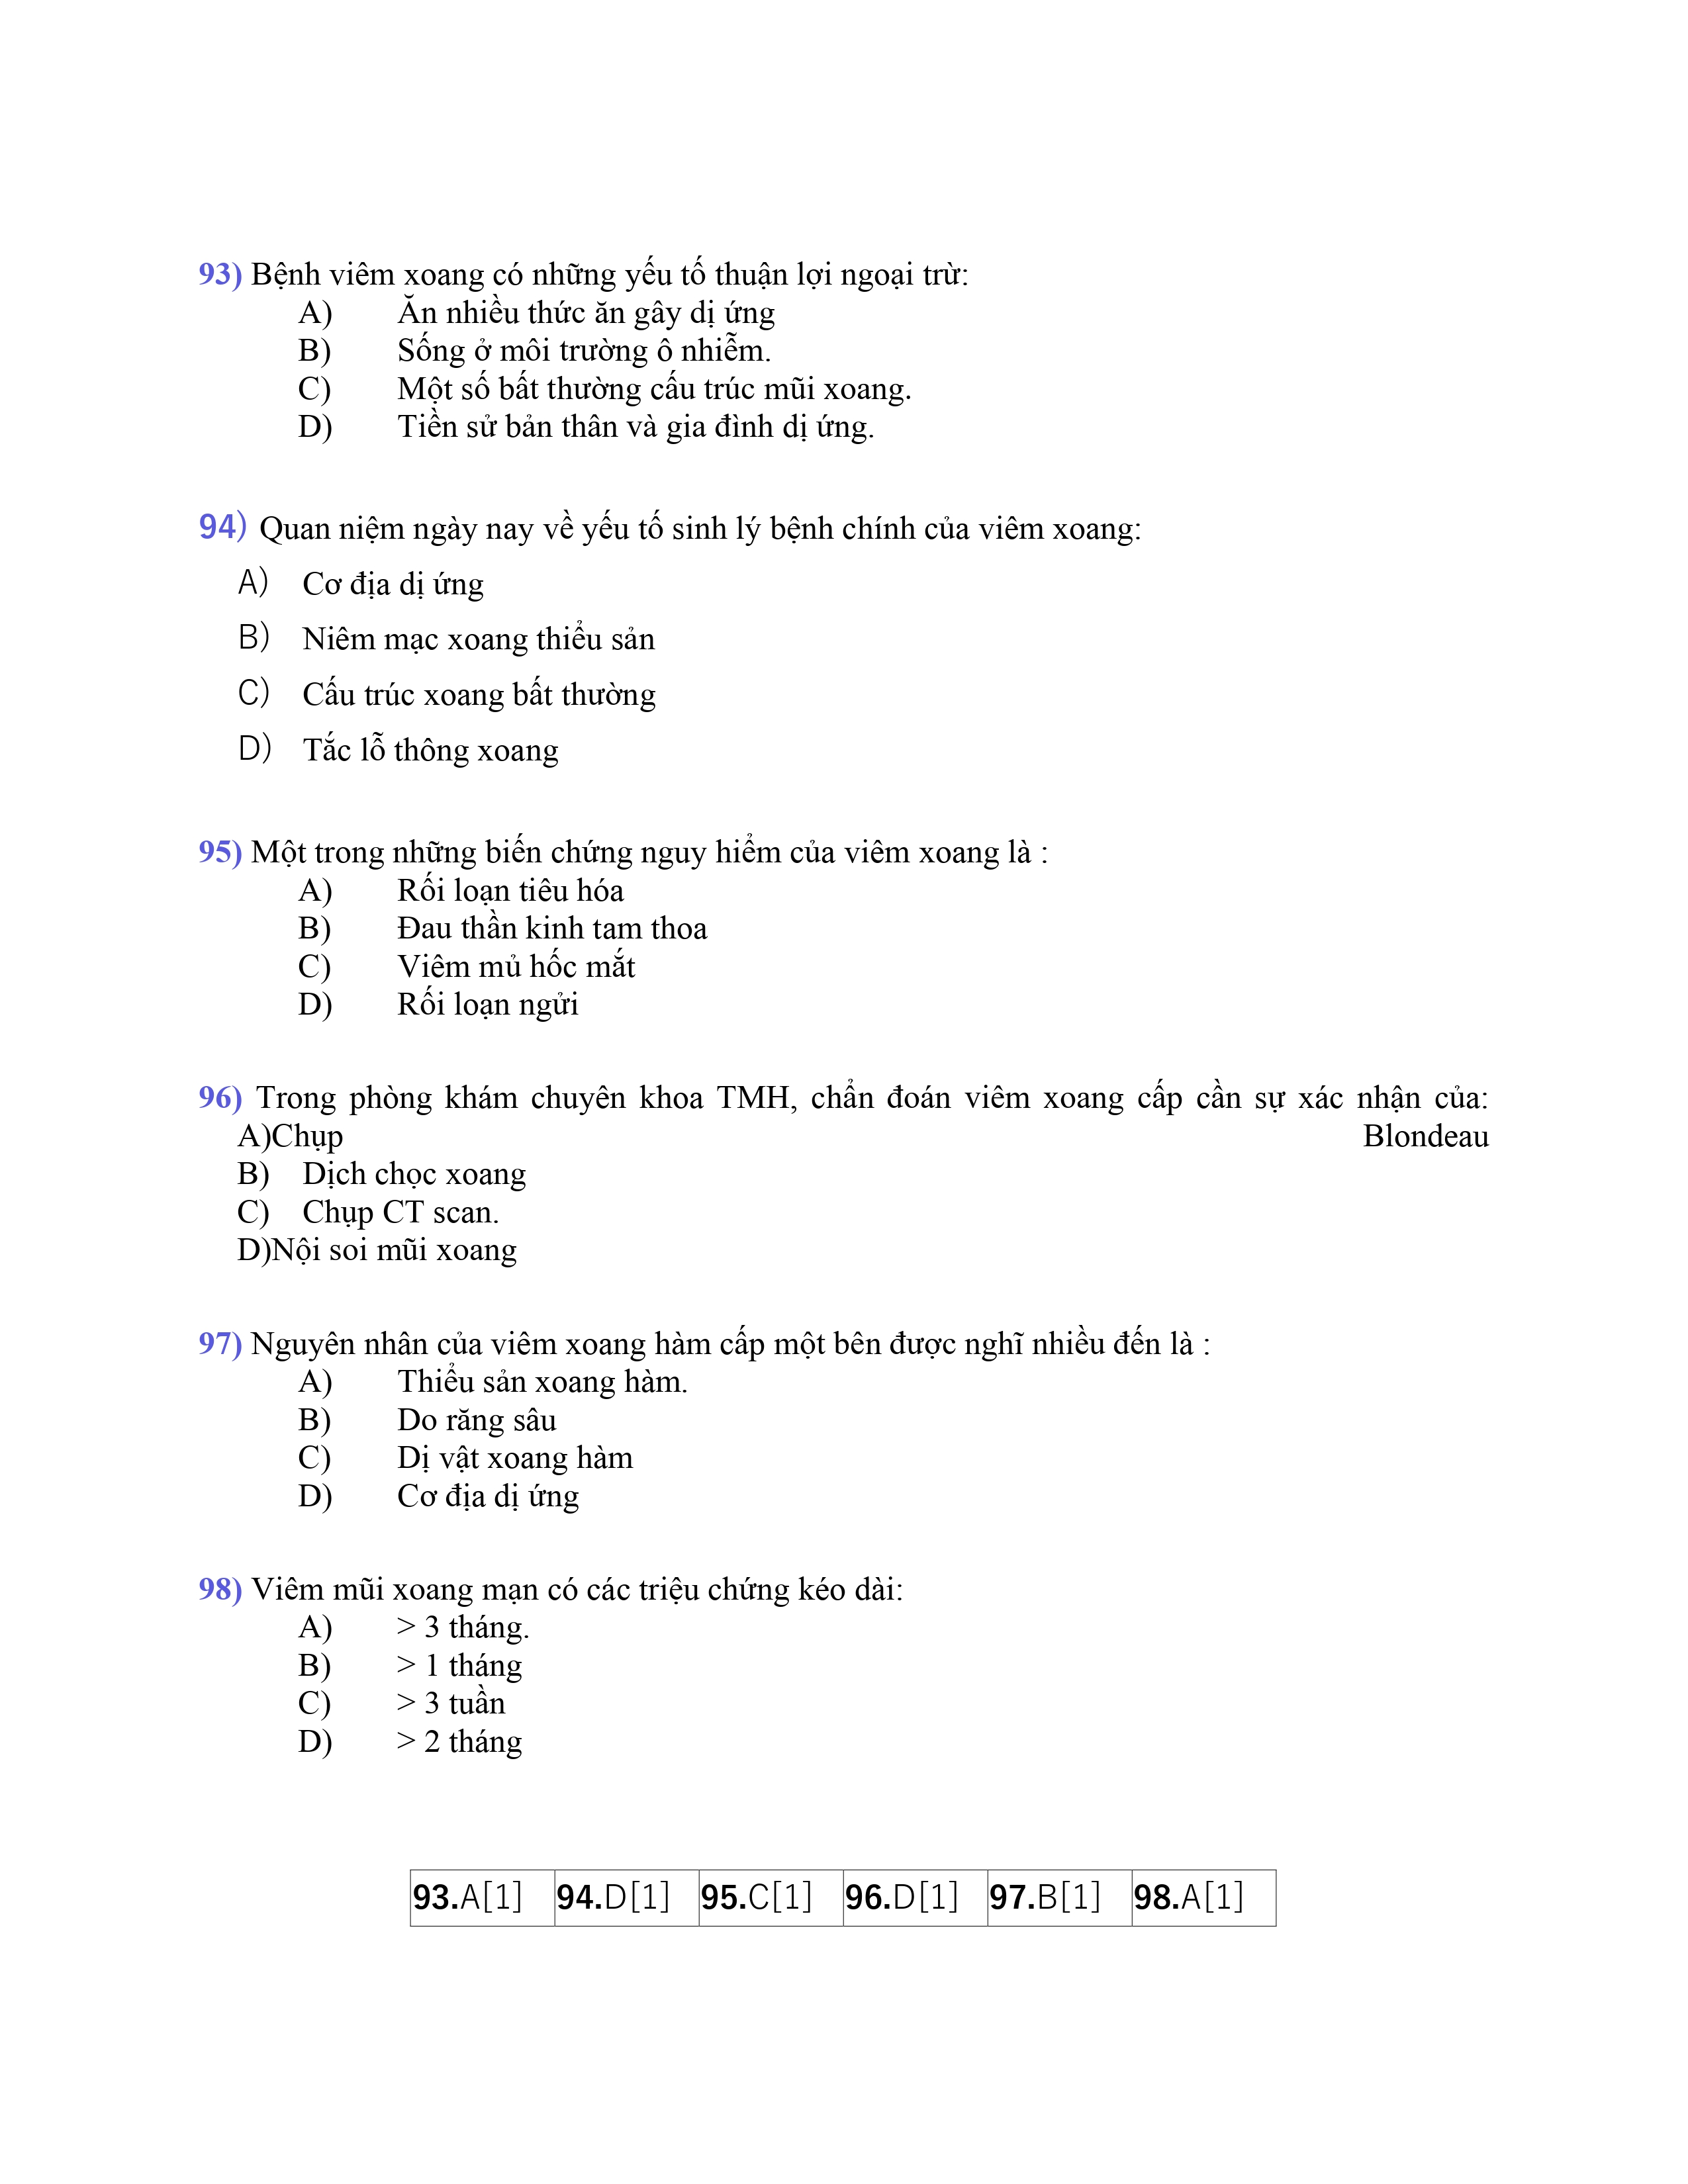 93) Bệnh viêm xoang có những yếu tố thuận lợi ngoại trừ:
A) Ăn nhiều thức ăn gây dị ứng
B) Sống ở môi trường ô nhiễm.
C) Một số bất thường cấu trúc mũi xoang.
D) Tiền sử bản thân và gia đình dị ứng.
94) Quan niệm ngày nay về yếu tố sinh lý bệnh chính của viêm xoang:
A) Cơ địa dị ứng
B) Niêm mạc xoang thiểu sản
C) Cấu trúc xoang bất thường
D) Tắc lỗ thông xoang
95) Một trong những biến chứng nguy hiểm của viêm xoang là :
A) Rối loạn tiêu hóa
B) Đau thần kinh tam thoa
C) Viêm mủ hốc mắt
D) Rối loạn ngửi
96) Trong phòng khám chuyên khoa TMH, chẩn đoán viêm xoang cấp cần sự xác nhận của:
A)Chụp Blondeau
B) Dịch chọc xoang
C) Chụp CT scan.
D)Nội soi mũi xoang
97) Nguyên nhân của viêm xoang hàm cấp một bên được nghĩ nhiều đến là :
A) Thiểu sản xoang hàm.
B) Do răng sâu
C) Dị vật xoang hàm
D) Cơ địa dị ứng
98) Viêm mũi xoang mạn có các triệu chứng kéo dài:
A) > 3 tháng.
B) > 1 tháng
C) > 3 tuần
D) > 2 tháng
93.A[1] 94.D[1] 95.C[1] 96.D[1] 97.B[1] 98.A[1]